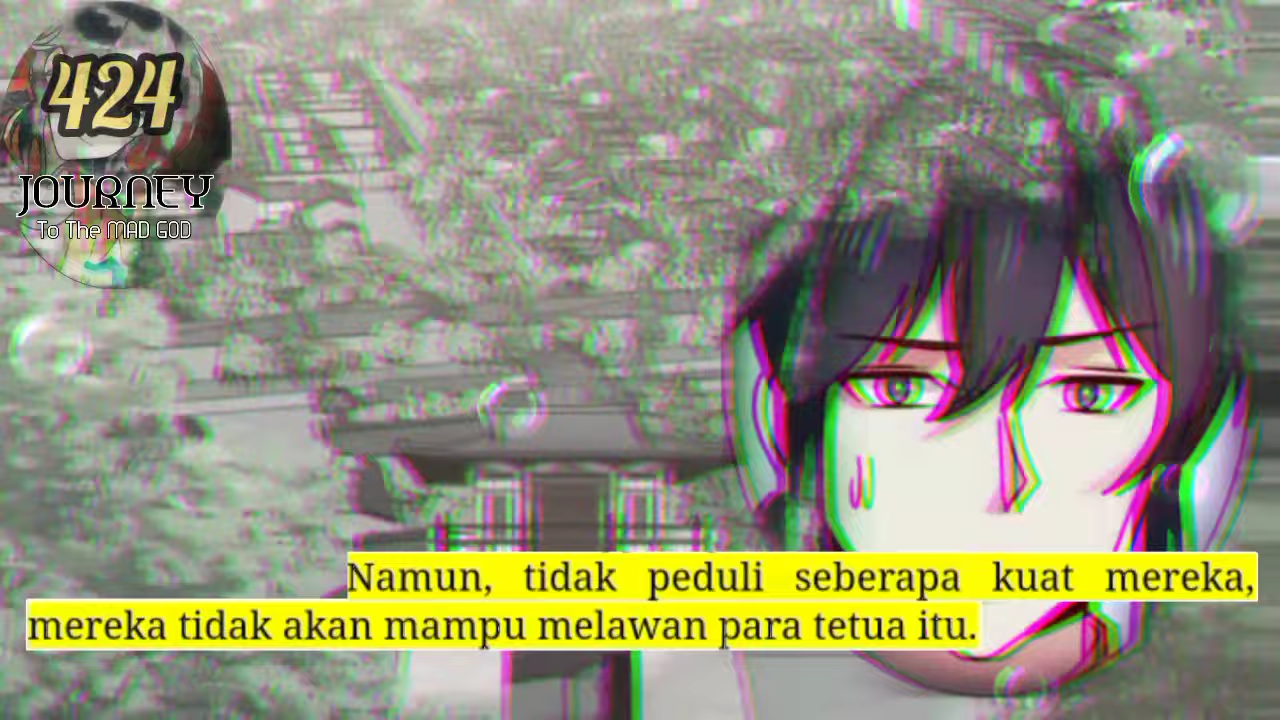 424
JOURNEY
To The MAD GOD
Namun, tidak peduli seberapa kuat mereka,
mereka tidak akan mampu melawan para tetua itu.